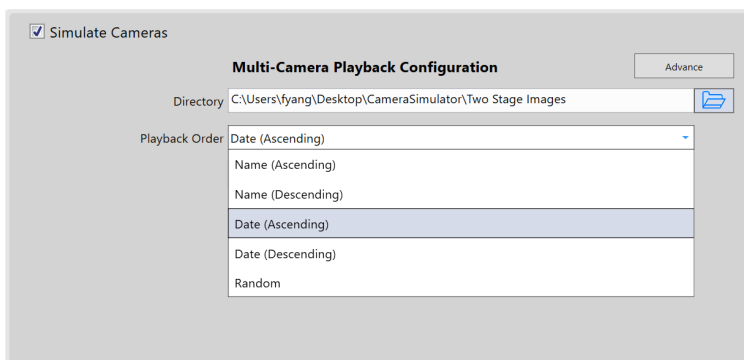 Simulate Cameras
Multi-Camera Playback Configuration
Advance
Directory C:\Users\fyang\Desktop\CameraSimulator\Two Stage Images
Playback Order Date (Ascending)
Name (Ascending)
Name (Descending)
Date (Ascending)
Date (Descending)
Random